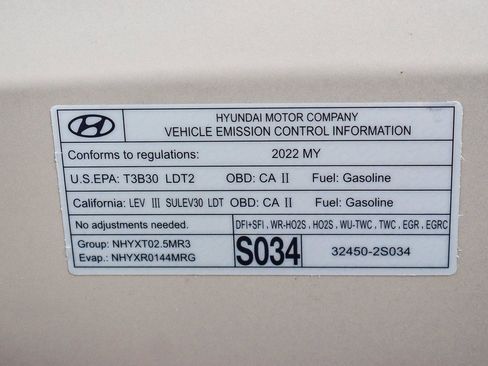 HYUNDAI MOTOR COMPANY
VEHICLE EMISSION CONTROL INFORMATION
Conforms to regulations: 2022 MY
U.S.EPA: T3B30 LDT2 OBD: CA II Fuel: Gasoline
California: LEV III SULEV30 LDT OBD: CA II Fuel: Gasoline
No adjustments needed. DFI+SFI , WR-HO2S , HO2S , WU-TWC , TWC , EGR , EGRC
Group: NHYXT02.5MR3
Evap.: NHYXR0144MRG
S034
32450-2S034